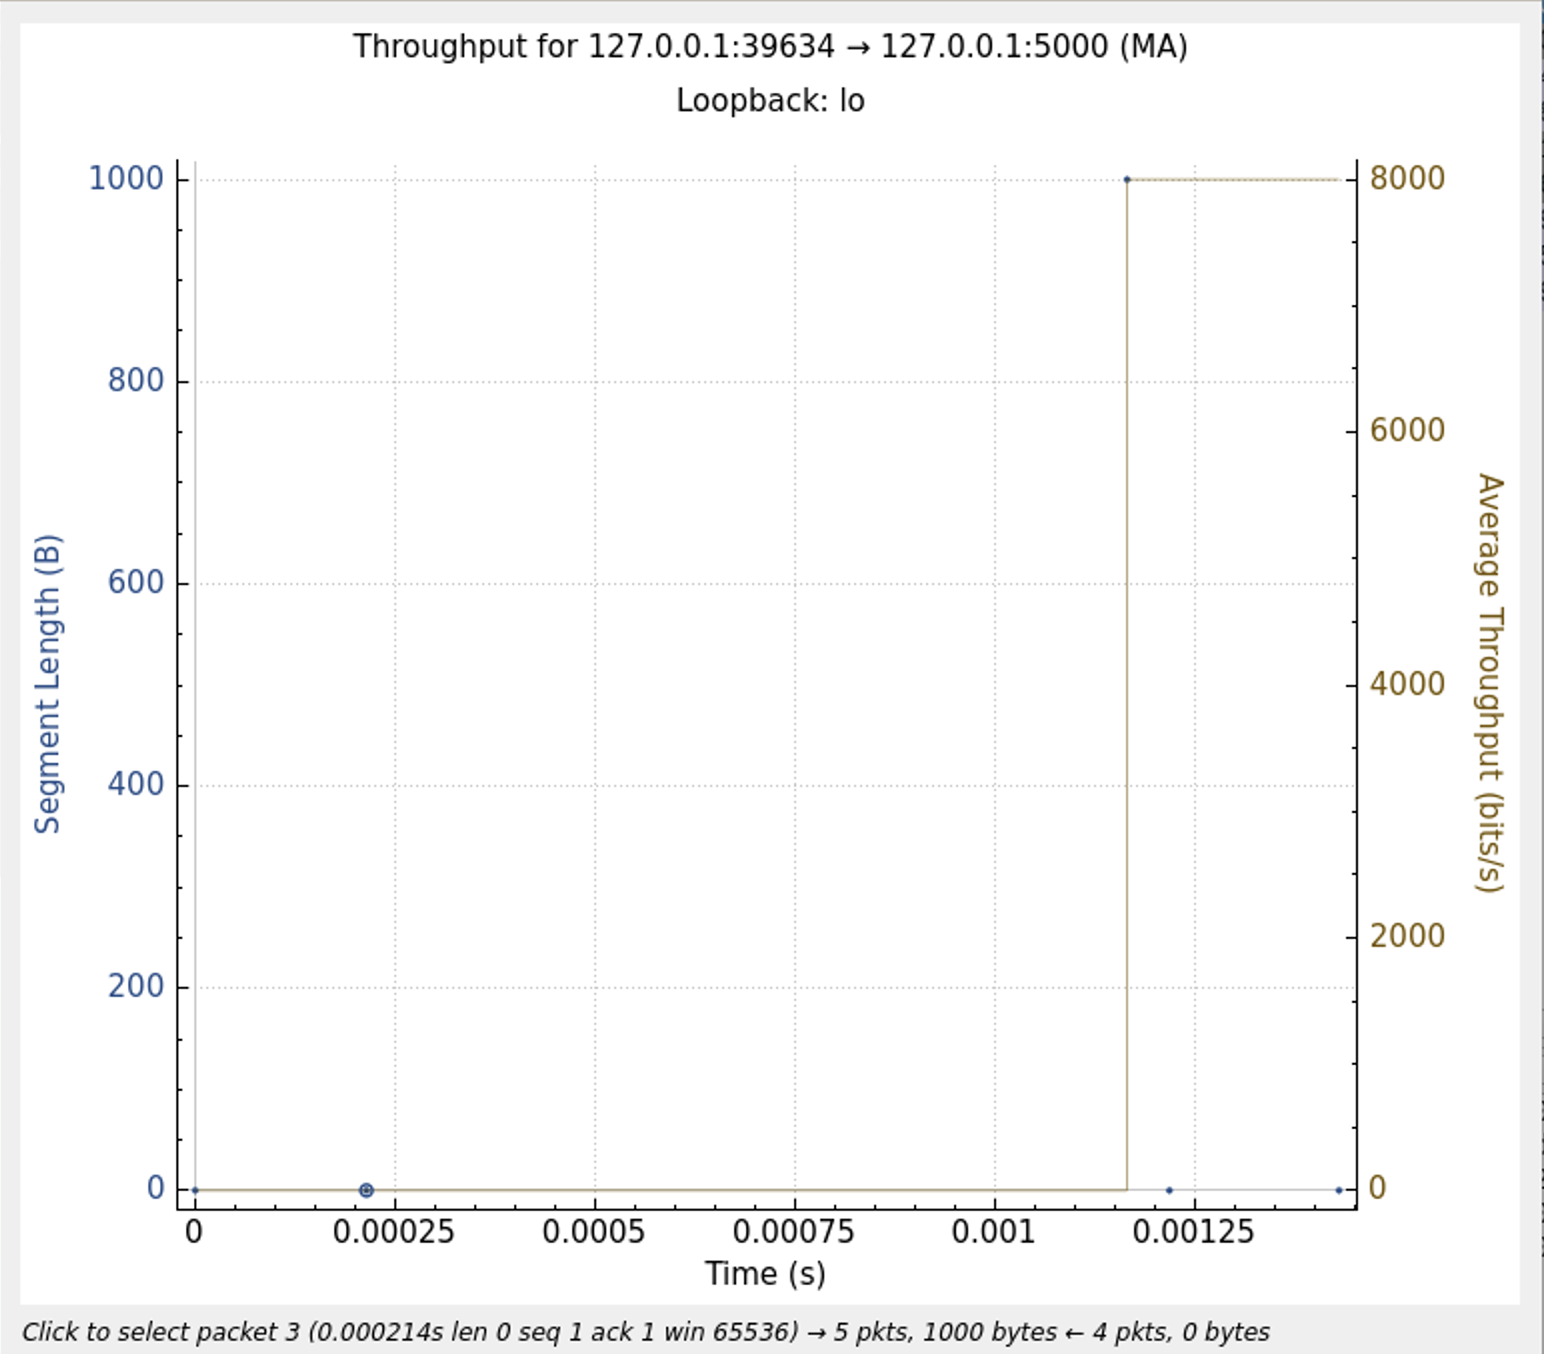 Throughput for 127.0.0.1:39634 → 127.0.0.1:5000 (MA)
Loopback: lo
1000
800
600
400
200
0
Segment Length (B)
8000
6000
4000
2000
0
Average Throughput (bits/s)
0 0.00025 0.0005 0.00075 0.001 0.00125
Time (s)
Click to select packet 3 (0.000214s len 0 seq 1 ack 1 win 65536) → 5 pkts, 1000 bytes ← 4 pkts, 0 bytes